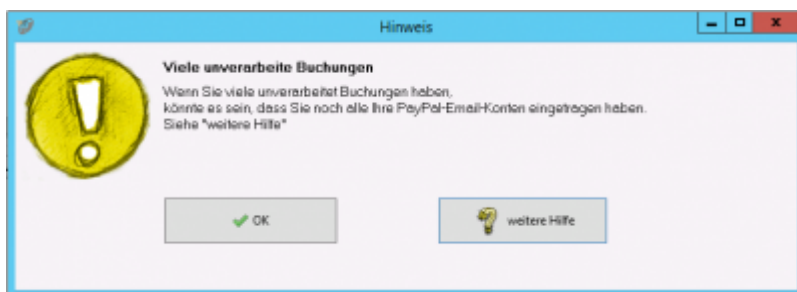 Hinweis
Viele unverarbeite Buchungen
Wenn Sie viele unverarbeitet Buchungen haben,
könnte es sein, dass Sie noch alle Ihre PayPal-Email-Konten eingetragen haben.
Siehe "weitere Hilfe"
OK
weitere Hilfe